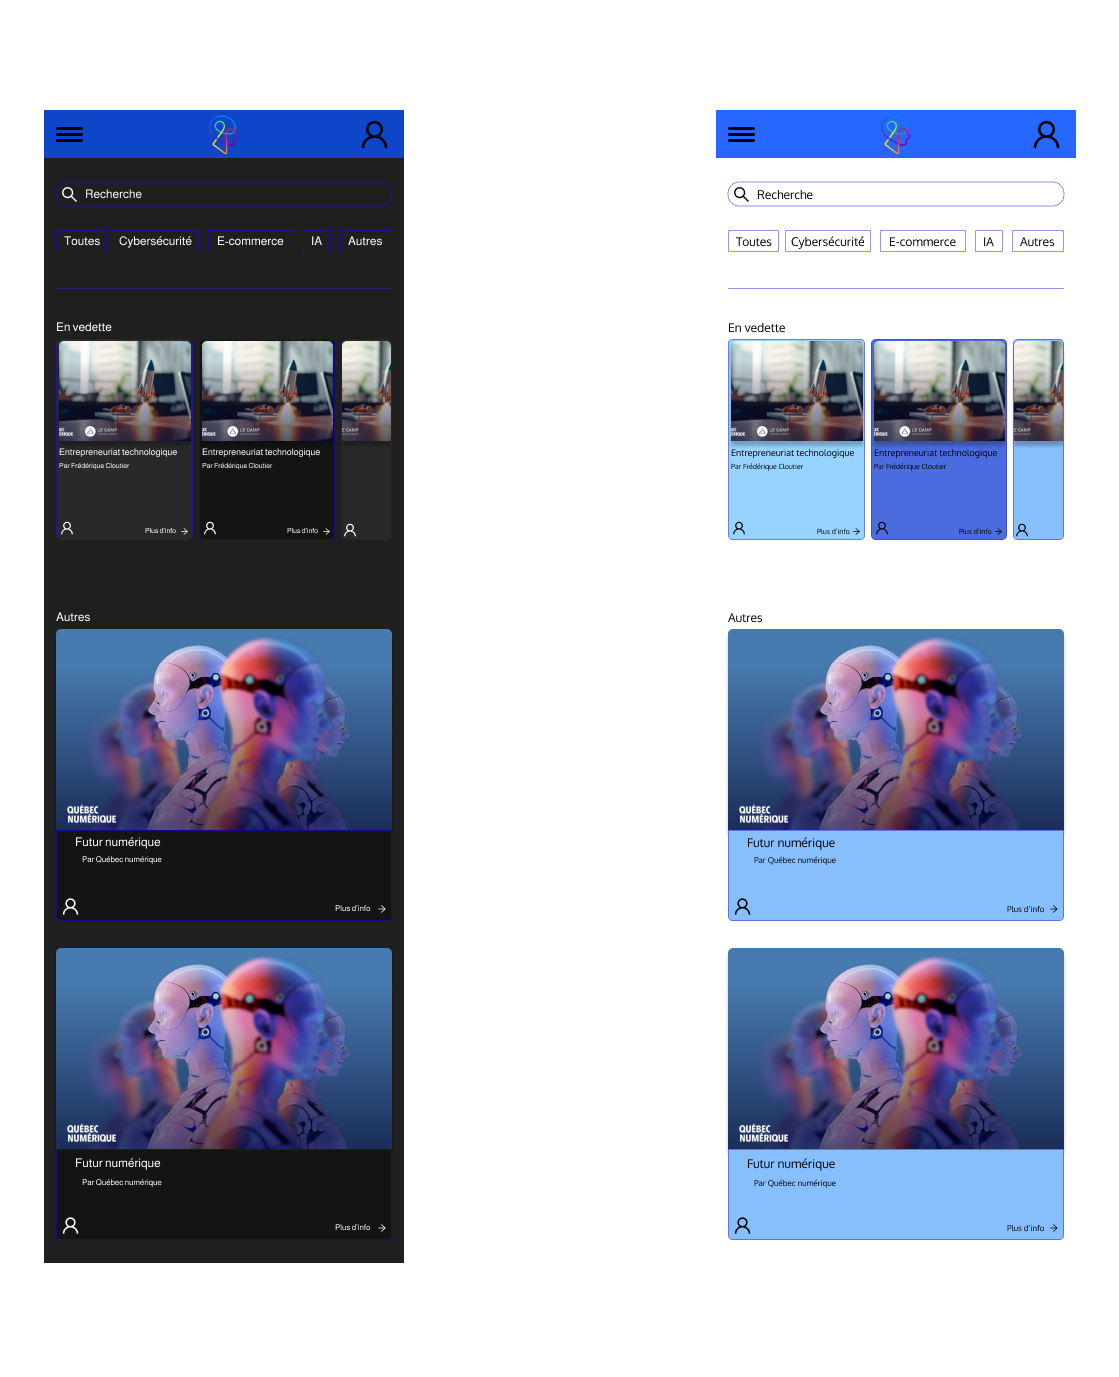 Recherche
Toutes
Cybersécurité
E-commerce
IA
Autres
En vedette
LE CAMP
LE CAMP
Entrepreneuriat technologique
Par Frédérique Cloutier
Plus d'info
Entrepreneuriat technologique
Par Frédérique Cloutier
Plus d'info
Autres
QUÉBEC
NUMÉRIQUE
Futur numérique
Par Québec numérique
Plus d'info
QUÉBEC
NUMÉRIQUE
Futur numérique
Par Québec numérique
Plus d'info
Recherche
Toutes
Cybersécurité
E-commerce
IA
Autres
En vedette
LE CAMP
LE CAMP
Entrepreneuriat technologique
Par Frédérique Cloutier
Plus d'info
Entrepreneuriat technologique
Par Frédérique Cloutier
Plus d'info
Autres
QUÉBEC
NUMÉRIQUE
Futur numérique
Par Québec numérique
Plus d'info
QUÉBEC
NUMÉRIQUE
Futur numérique
Par Québec numérique
Plus d'info